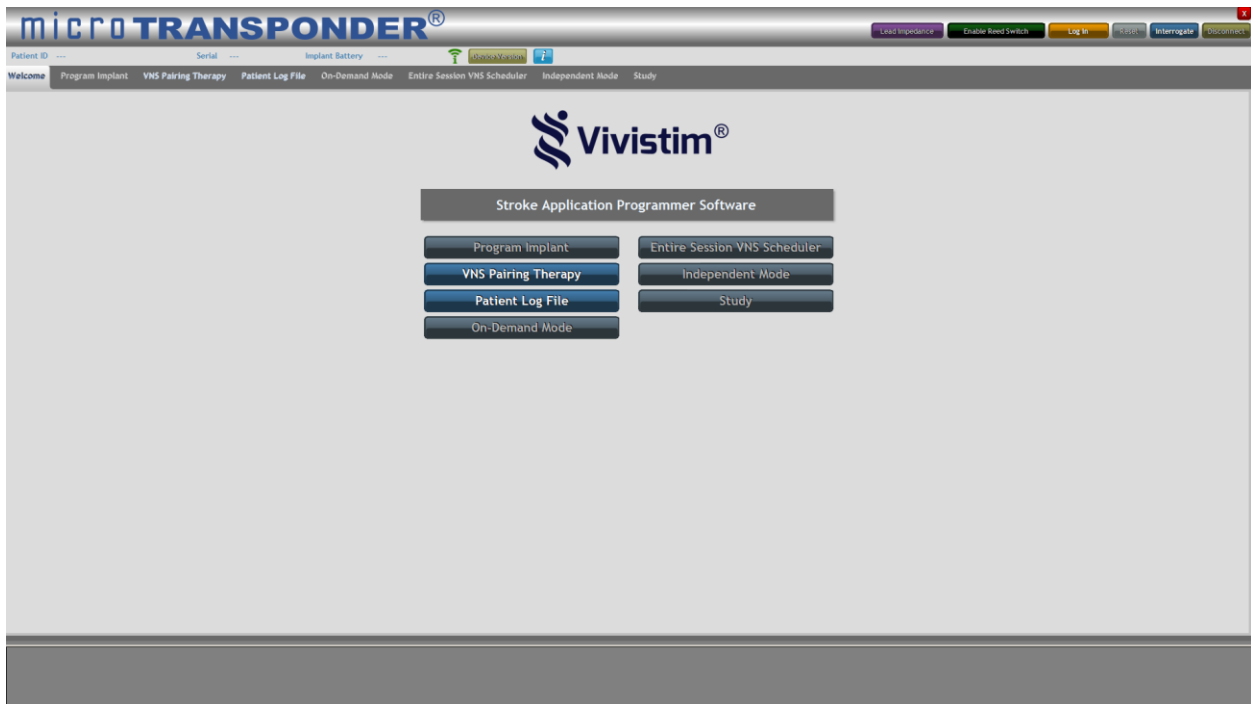 microTRANSPONDER®
X
Lead Impedance Enable Reed Switch Log In Reset Interrogate Disconnect
Patient ID --- Serial --- Implant Battery --- i
Welcome Program Implant VNS Pairing Therapy Patient Log File On-Demand Mode Entire Session VNS Scheduler Independent Mode Study
Vivistim®
Stroke Application Programmer Software
Program Implant Entire Session VNS Scheduler
VNS Pairing Therapy Independent Mode
Patient Log File Study
On-Demand Mode